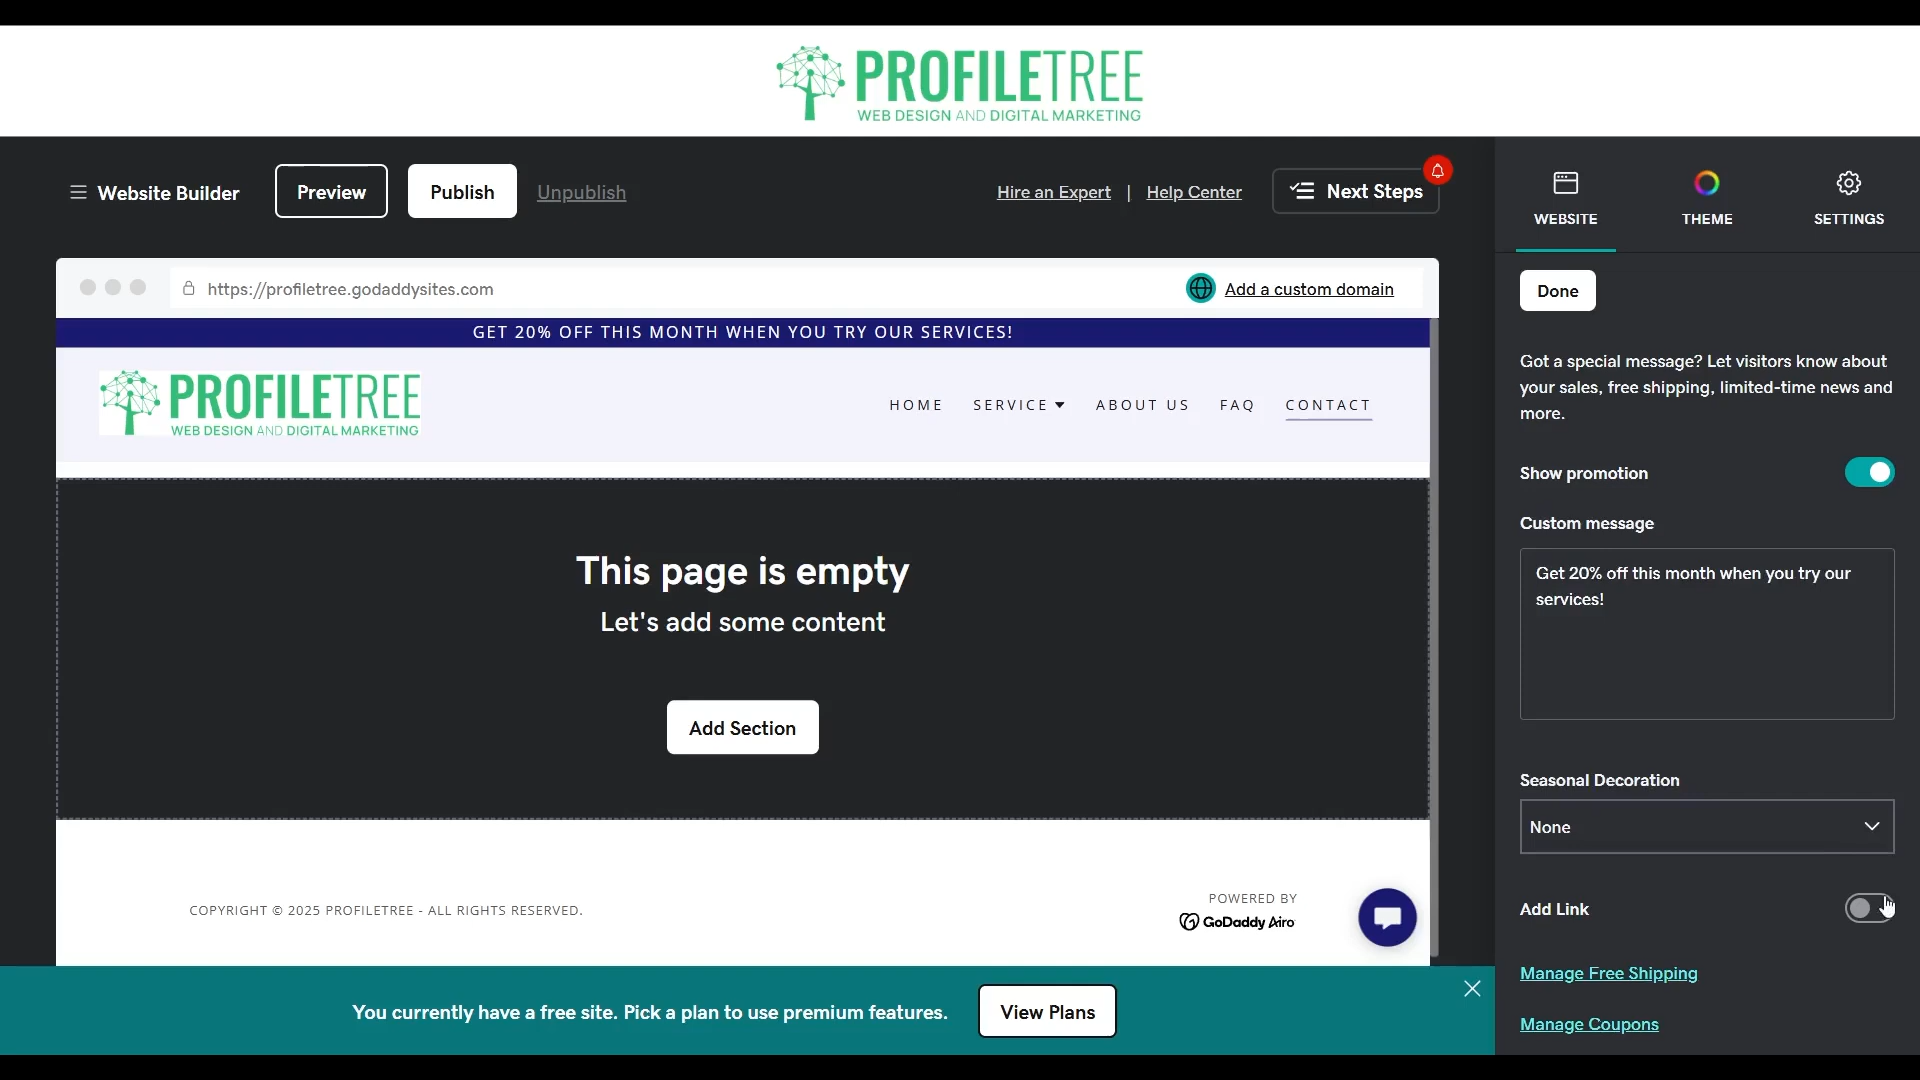 PROFILETREE
WEB DESIGN AND DIGITAL MARKETING
Website Builder
Preview
Publish
Unpublish
Hire an Expert | Help Center
Next Steps
WEBSITE
THEME
SETTINGS
https://profiletree.godaddysites.com
Add a custom domain
GET 20% OFF THIS MONTH WHEN YOU TRY OUR SERVICES!
PROFILETREE
WEB DESIGN AND DIGITAL MARKETING
HOME
SERVICE
ABOUT US
FAQ
CONTACT
This page is empty
Let's add some content
Add Section
COPYRIGHT © 2025 PROFILETREE - ALL RIGHTS RESERVED.
POWERED BY
GoDaddy Airo
You currently have a free site. Pick a plan to use premium features.
View Plans
Done
Got a special message? Let visitors know about
your sales, free shipping, limited-time news and
more.
Show promotion
Custom message
Get 20% off this month when you try our
services!
Seasonal Decoration
None
Add Link
Manage Free Shipping
Manage Coupons